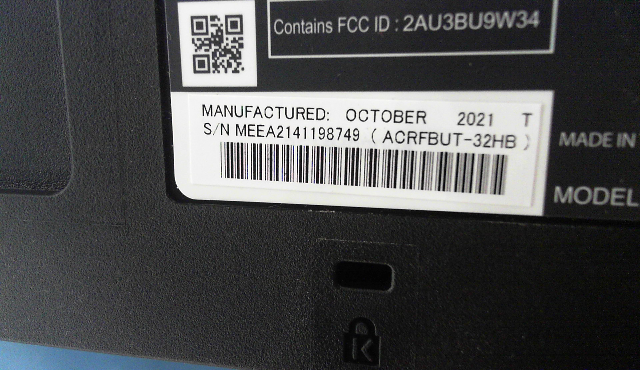 Contains FCC ID : 2AU3BU9W34
MANUFACTURED: OCTOBER 2021 T
S/N MEEA2141198749 ( ACRFBUT-32HB )
MADE IN
MODEL
K